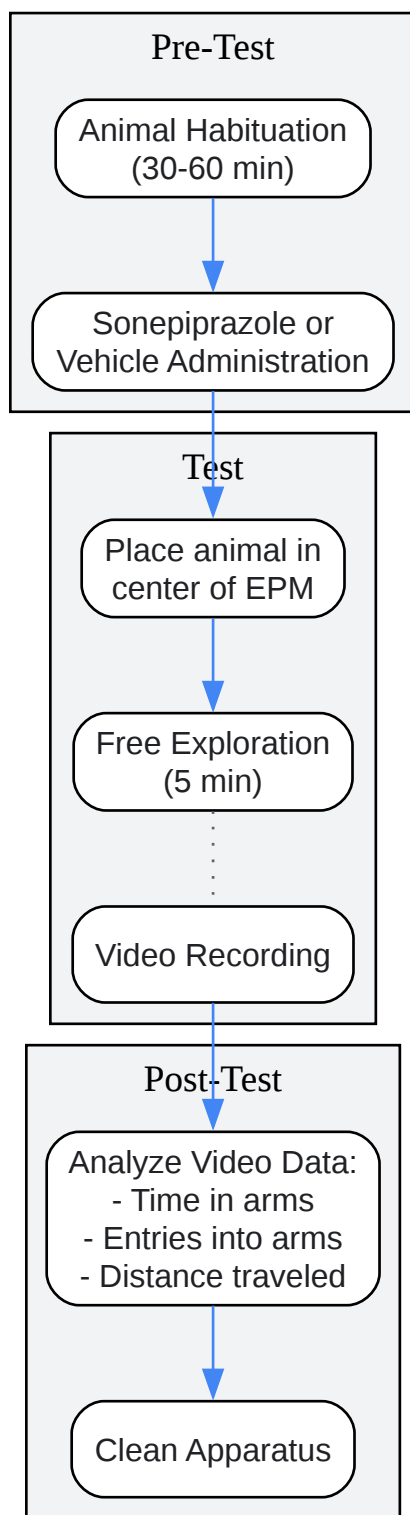 Pre-Test
Animal Habituation
(30-60 min)
Sonepiprazole or
Vehicle Administration
Test
Place animal in
center of EPM
Free Exploration
(5 min)
Video Recording
Post-Test
Analyze Video Data:
- Time in arms
- Entries into arms
- Distance traveled
Clean Apparatus